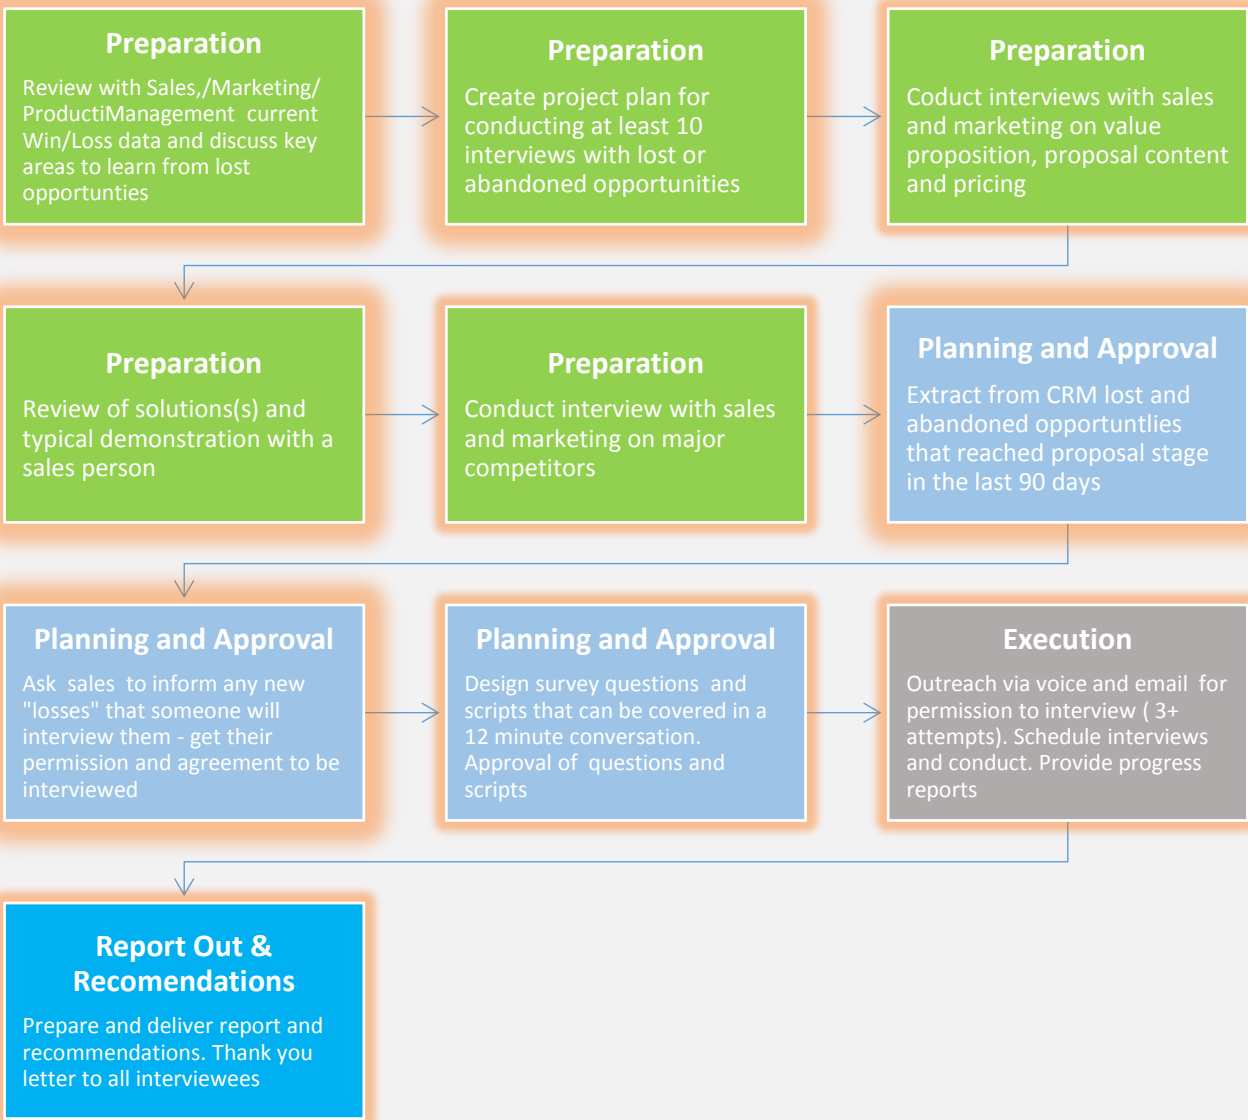 Preparation
Review with Sales,/Marketing/
ProductiManagement current
Win/Loss data and discuss key
areas to learn from lost
opportunties
Preparation
Create project plan for
conducting at least 10
interviews with lost or
abandoned opportunities
Preparation
Coduct interviews with sales
and marketing on value
proposition, proposal content
and pricing
Preparation
Review of solutions(s) and
typical demonstration with a
sales person
Preparation
Conduct interview with sales
and marketing on major
competitors
Planning and Approval
Extract from CRM lost and
abandoned opportuntlies
that reached proposal stage
in the last 90 days
Planning and Approval
Ask sales to inform any new
"losses" that someone will
interview them - get their
permission and agreement to be
interviewed
Planning and Approval
Design survey questions and
scripts that can be covered in a
12 minute conversation.
Approval of questions and
scripts
Execution
Outreach via voice and email for
permission to interview ( 3+
attempts). Schedule interviews
and conduct. Provide progress
reports
Report Out &
Recomendations
Prepare and deliver report and
recommendations. Thank you
letter to all interviewees